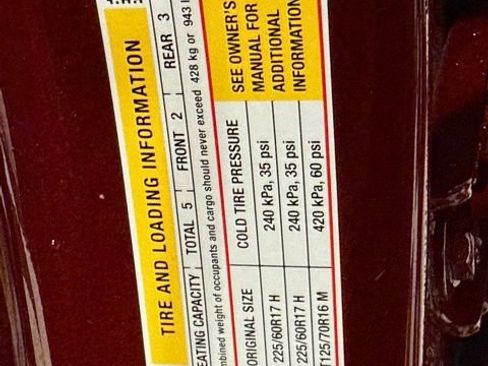 TIRE AND LOADING INFORMATION
EATING CAPACITY TOTAL 5 FRONT 2 REAR 3
mbined weight of occupants and cargo should never exceed 428 kg or 943 l
ORIGINAL SIZE COLD TIRE PRESSURE
225/60R17 H 240 kPa, 35 psi
225/60R17 H 240 kPa, 35 psi
T125/70R16 M 420 kPa, 60 psi
SEE OWNER'S
MANUAL FOR
ADDITIONAL
INFORMATION